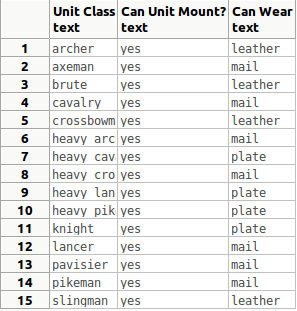 Unit Class Can Unit Mount? Can Wear
text text text
1 archer yes leather
2 axeman yes mail
3 brute yes leather
4 cavalry yes mail
5 crossbowm yes leather
6 heavy arc yes mail
7 heavy cav yes plate
8 heavy cro yes mail
9 heavy lan yes plate
10 heavy pik yes plate
11 knight yes plate
12 lancer yes mail
13 pavisier yes mail
14 pikeman yes mail
15 slingman yes leather